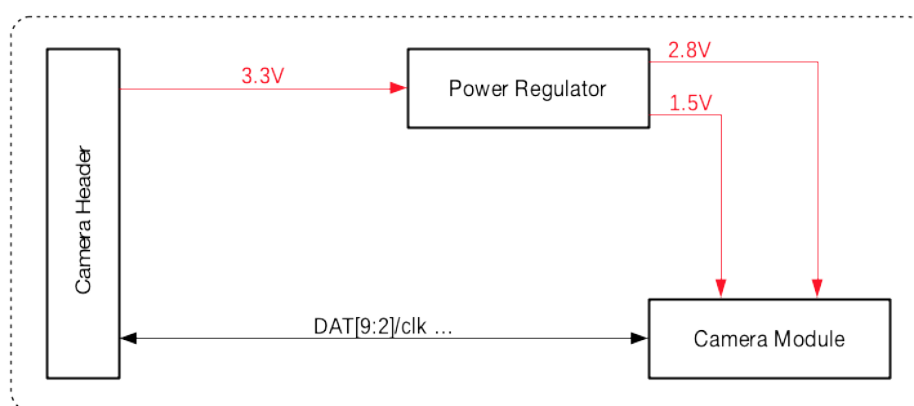 2.8V
3.3V
Power Regulator
1.5V
Camera Header
DAT[9:2]/clk ...
Camera Module